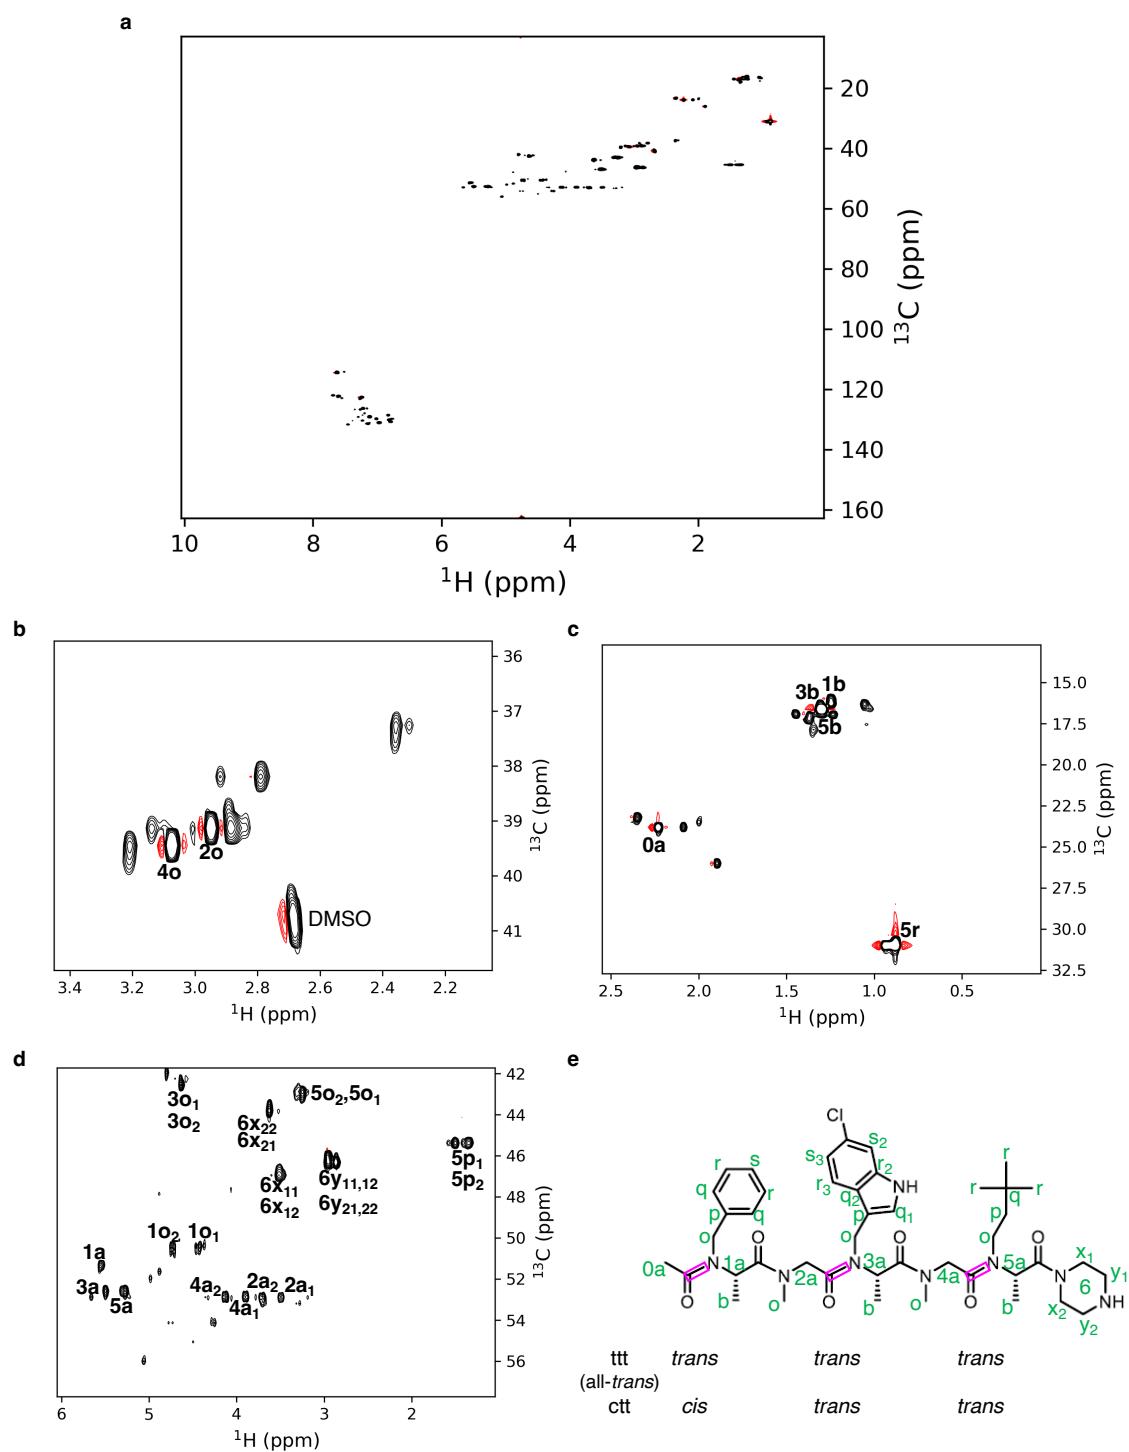 a
20
40
60
80
100
120
140
160
¹³C (ppm)
10 8 6 4 2
¹H (ppm)
b
36
37
38
39
40
41
¹³C (ppm)
4o
2o
DMSO
3.4 3.2 3.0 2.8 2.6 2.4 2.2
¹H (ppm)
c
15.0
17.5
20.0
22.5
25.0
27.5
30.0
32.5
¹³C (ppm)
3b 1b
5b
0a
5r
2.5 2.0 1.5 1.0 0.5
¹H (ppm)
d
42
44
46
48
50
52
54
56
¹³C (ppm)
3o₁
3o₂
5o₂,5o₁
6x₂₂
6x₂₁
5p₁
5p₂
6x₁₁
6x₁₂
6y₁₁,₁₂
6y₂₁,₂₂
1o₂ 1o₁
1a
3a
5a
4a₂ 2a₂ 2a₁
4a₁
6 5 4 3 2
¹H (ppm)
e
Cl
s₂
s₃
r₂
r₃
NH
q₂
q₁
p
r s
q r
p q
r
r q r
p
o
o
o
N 1a O
N 3a O
N 5a O
0a
O
b
N
o
2a
O
b
N
o
4a
O
b
N
x₁
y₁
6
x₂
NH
y₂
ttt trans trans trans
(all-trans)
ctt cis trans trans